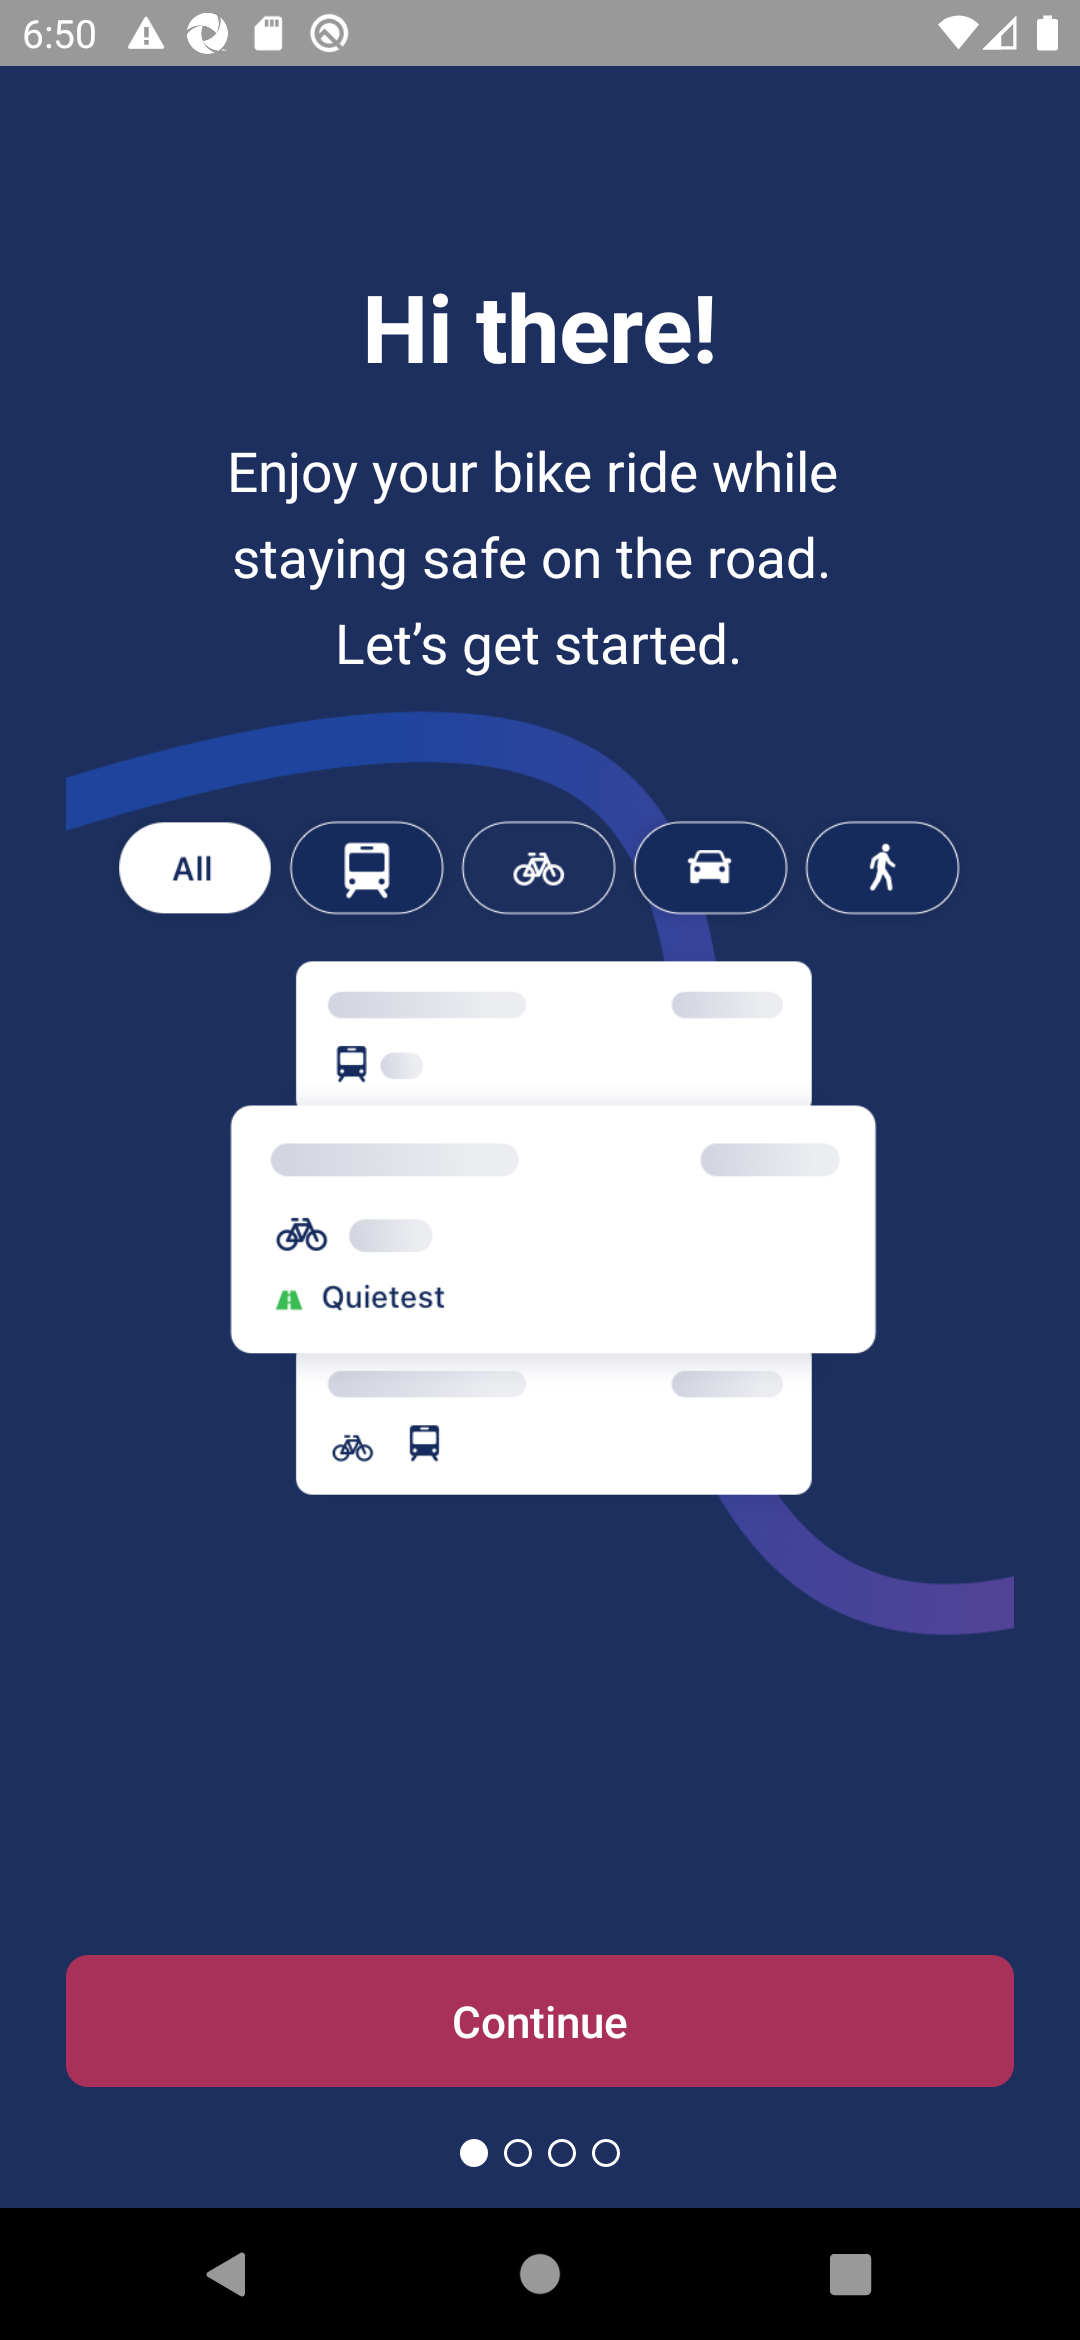 6:50
Hi there!
Enjoy your bike ride while
staying safe on the road.
Let’s get started.
All
Quietest
Continue